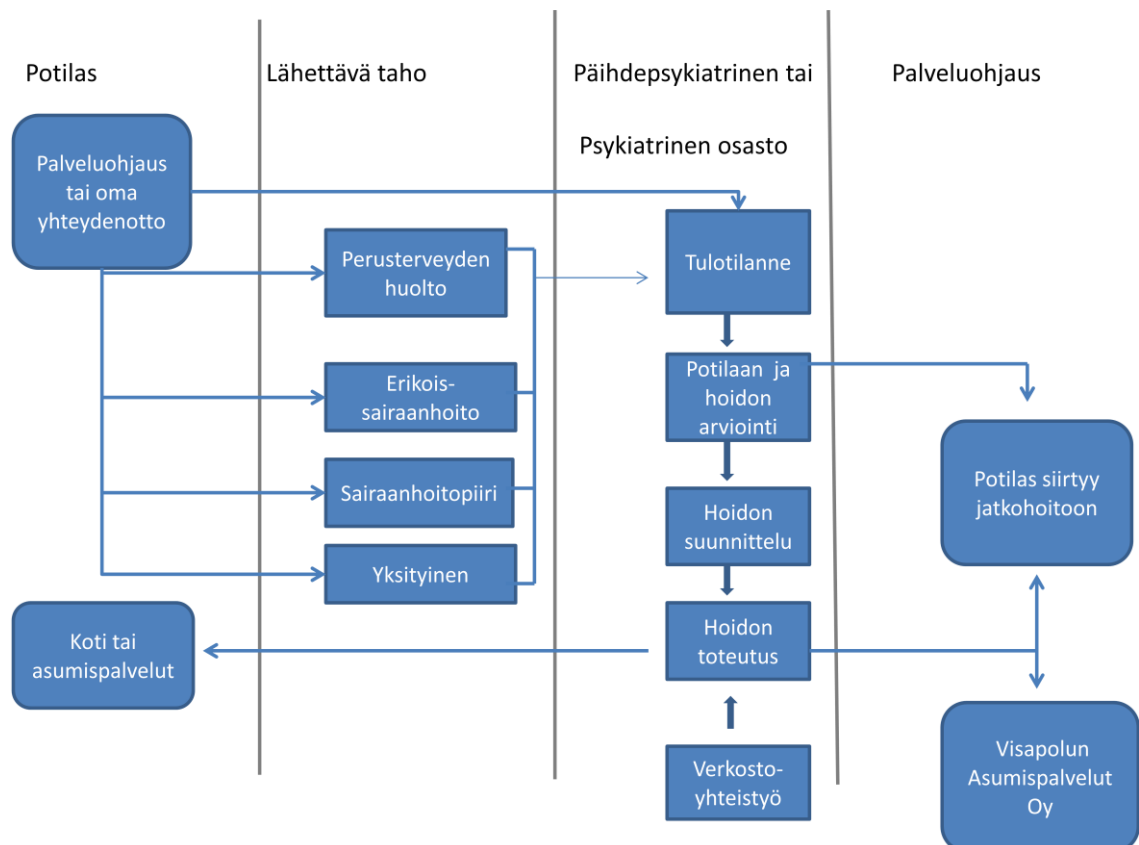 Potilas
Lähettävä taho
Päihdepsykiatrinen tai
Psykiatrinen osasto
Palveluohjaus
Palveluohjaus
tai oma
yhteydenotto
Koti tai
asumispalvelut
Perusterveyden
huolto
Erikois-
sairaanhoito
Sairaanhoitopiiri
Yksityinen
Tulotilanne
Potilaan ja
hoidon
arviointi
Hoidon
suunnittelu
Hoidon
toteutus
Verkosto-
yhteistyö
Potilas siirtyy
jatkohoitoon
Visapolun
Asumispalvelut
Oy